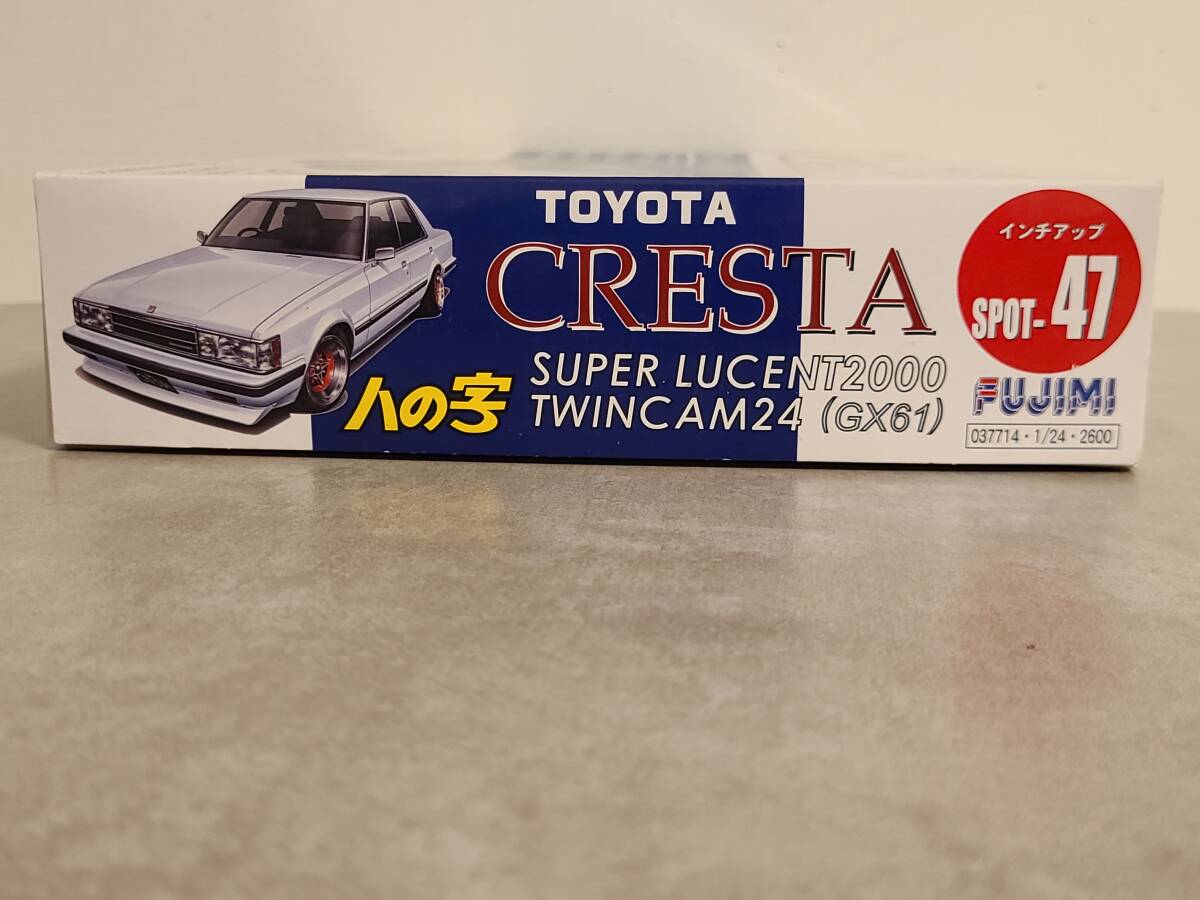 TOYOTA
CRESTA
SUPER LUCENT2000
TWINCAM24 (GX61)
ハの字
インチアップ
SPOT-47
FUJIMI
037714・1/24・2600